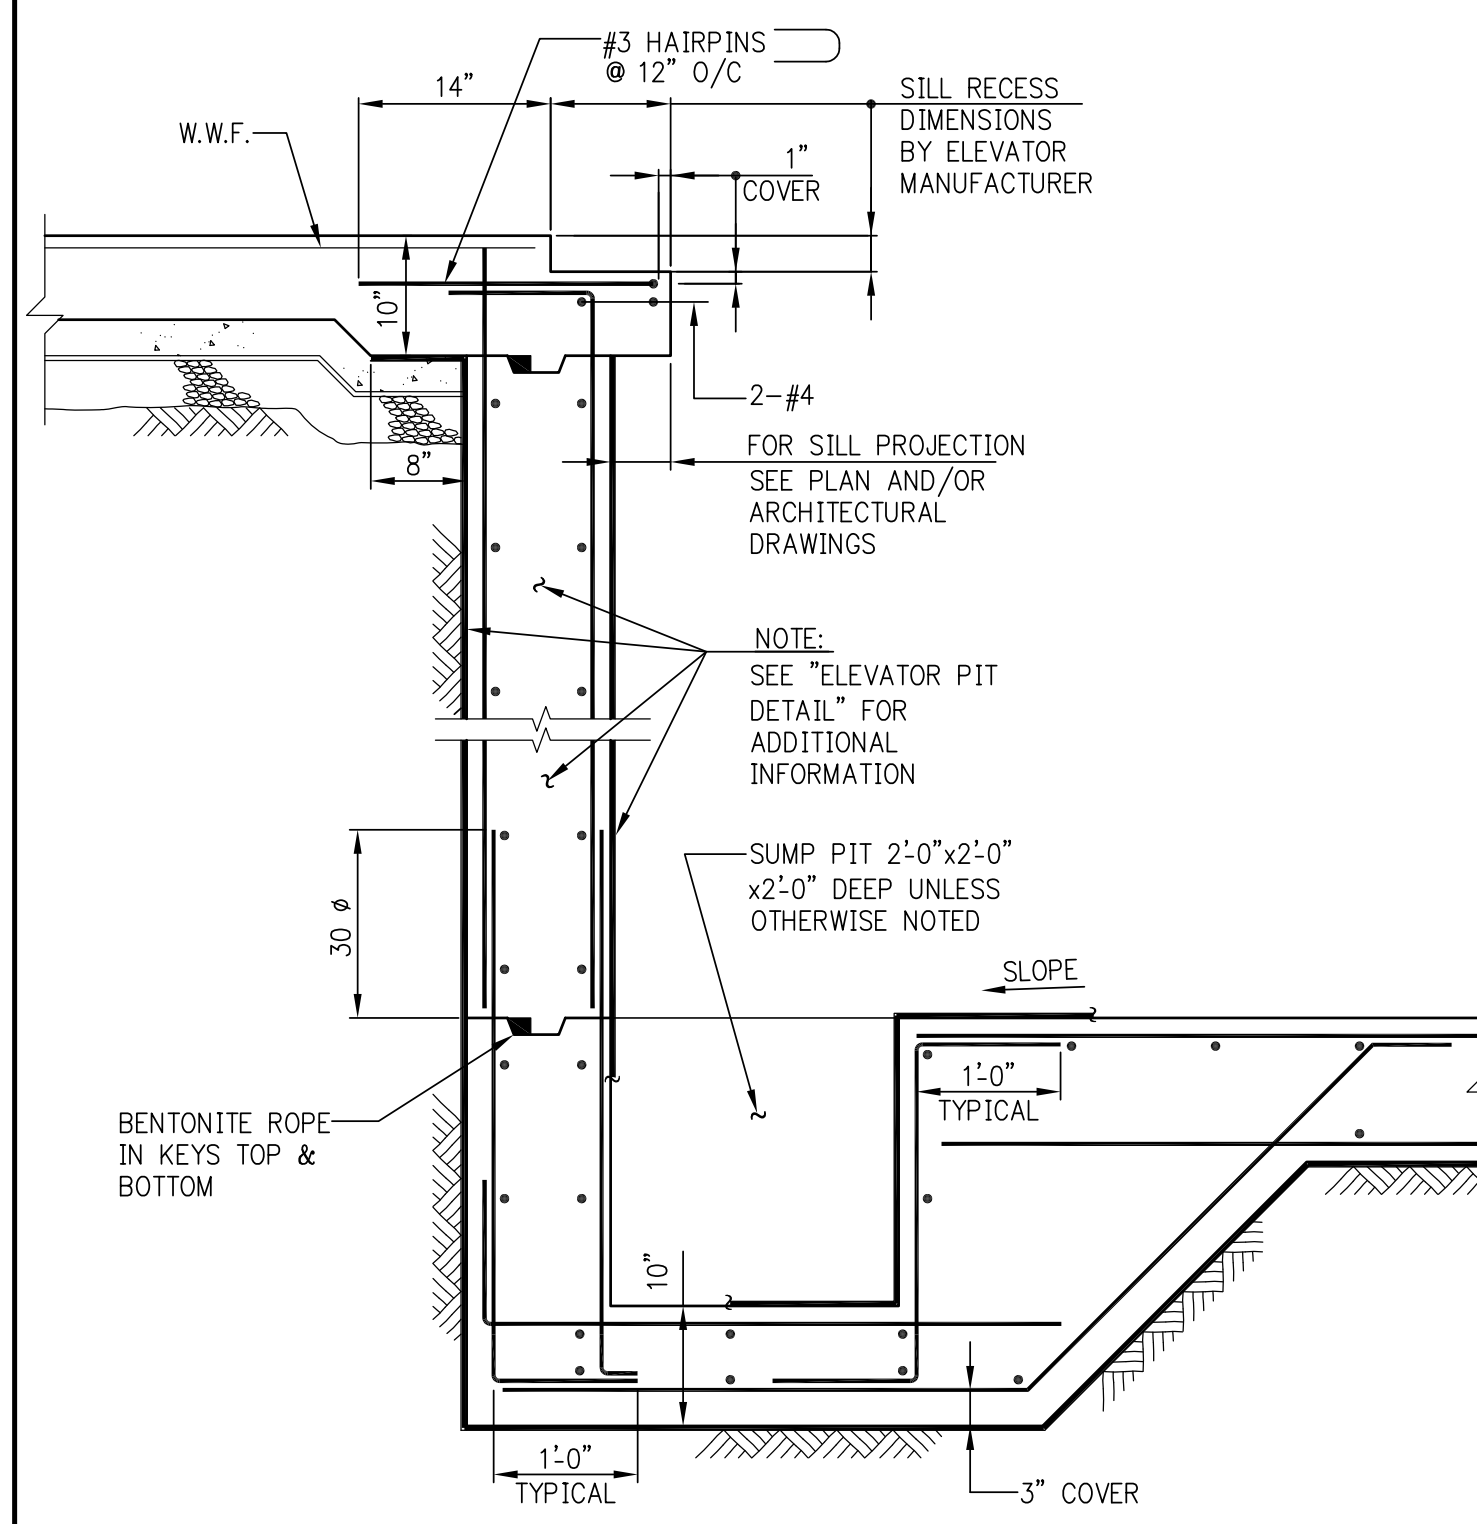 #3 HAIRPINS
@ 12" O/C
14"
SILL RECESS
DIMENSIONS
BY ELEVATOR
MANUFACTURER
W.W.F.
1"
COVER
10"
2-#4
8"
FOR SILL PROJECTION
SEE PLAN AND/OR
ARCHITECTURAL
DRAWINGS
NOTE:
SEE "ELEVATOR PIT
DETAIL" FOR
ADDITIONAL
INFORMATION
30 ø
SUMP PIT 2'-0"x2'-0"
x2'-0" DEEP UNLESS
OTHERWISE NOTED
SLOPE
1'-0"
TYPICAL
BENTONITE ROPE
IN KEYS TOP &
BOTTOM
10"
1'-0"
TYPICAL
3" COVER